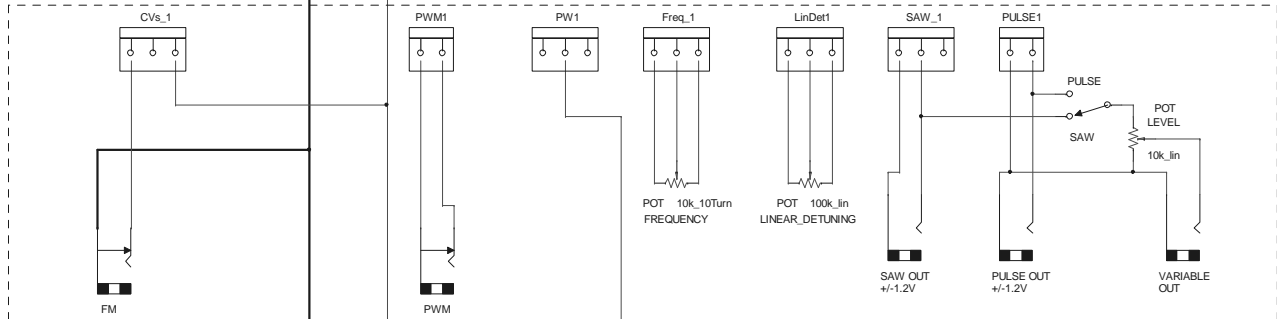 CVs_1
PWM1
PW1
Freq_1
LinDet1
SAW_1
PULSE1
PULSE
SAW
POT
LEVEL
10k_lin
POT 10k_10Turn
FREQUENCY
POT 100k_lin
LINEAR_DETUNING
FM
PWM
SAW OUT
+/-1.2V
PULSE OUT
+/-1.2V
VARIABLE
OUT